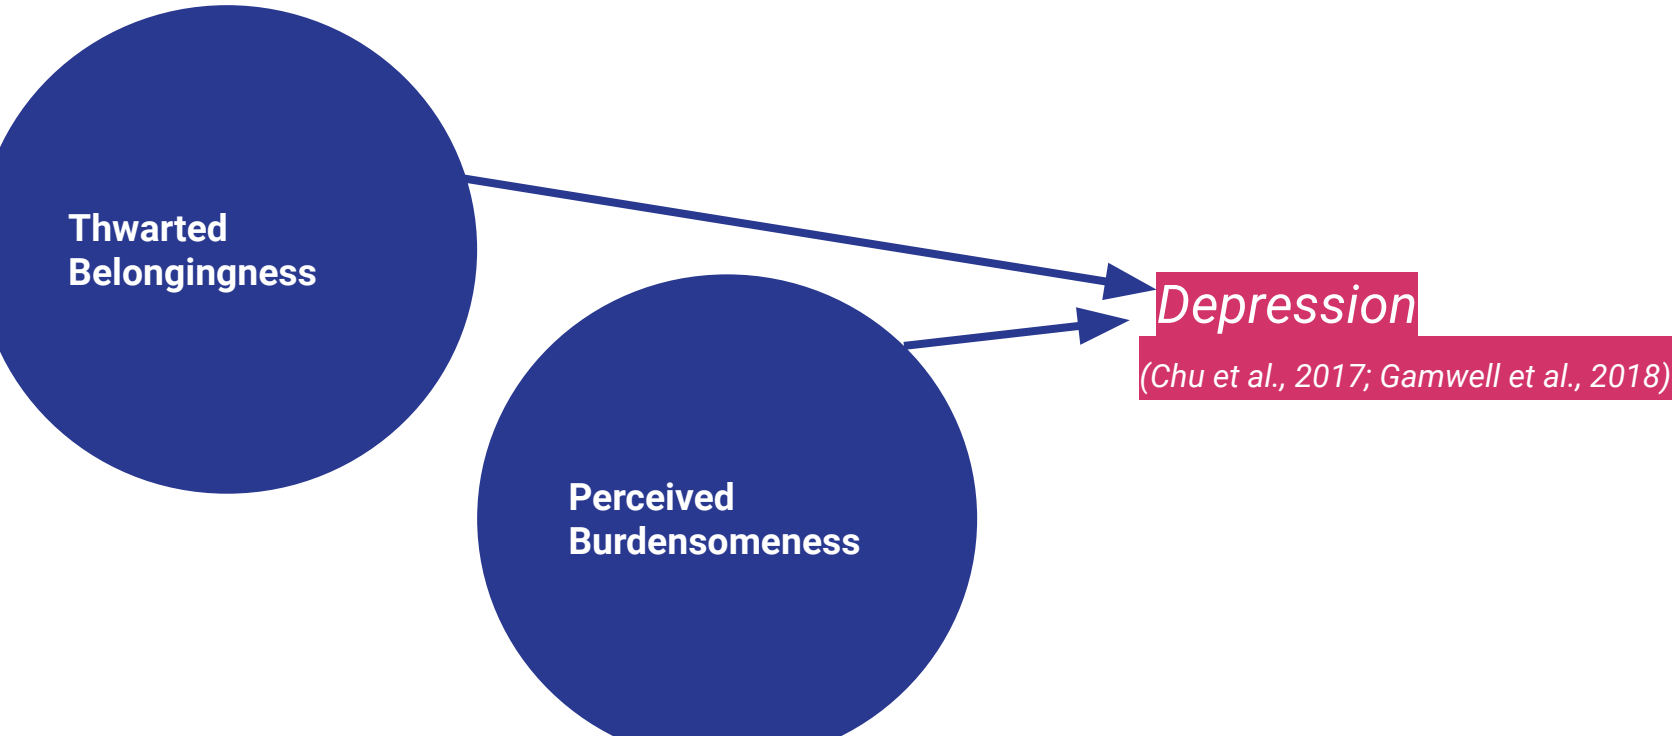 Thwarted
Belongingness
Depression
(Chu et al., 2017; Gamwell et al., 2018)
Perceived
Burdensomeness